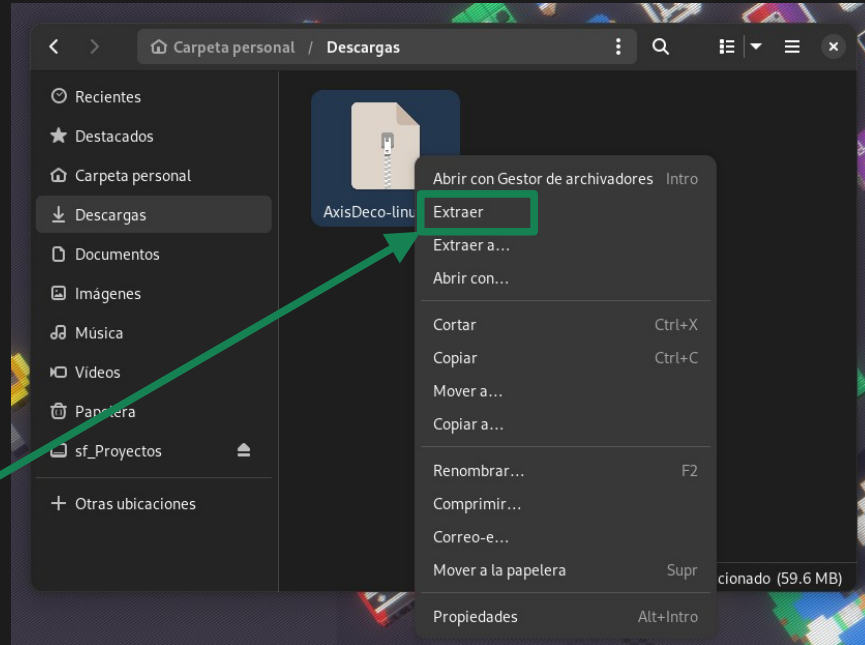 Carpeta personal / Descargas
Recientes
Destacados
Carpeta personal
Descargas
Documentos
Imágenes
Música
Vídeos
Papelera
sf_Proyectos
Otras ubicaciones
AxisDeco-linu
Abrir con Gestor de archivadores Intro
Extraer
Extraer a...
Abrir con...
Cortar Ctrl+X
Copiar Ctrl+C
Mover a...
Copiar a...
Renombrar... F2
Comprimir...
Correo-e...
Mover a la papelera Supr
Propiedades Alt+Intro
cionado (59.6 MB)